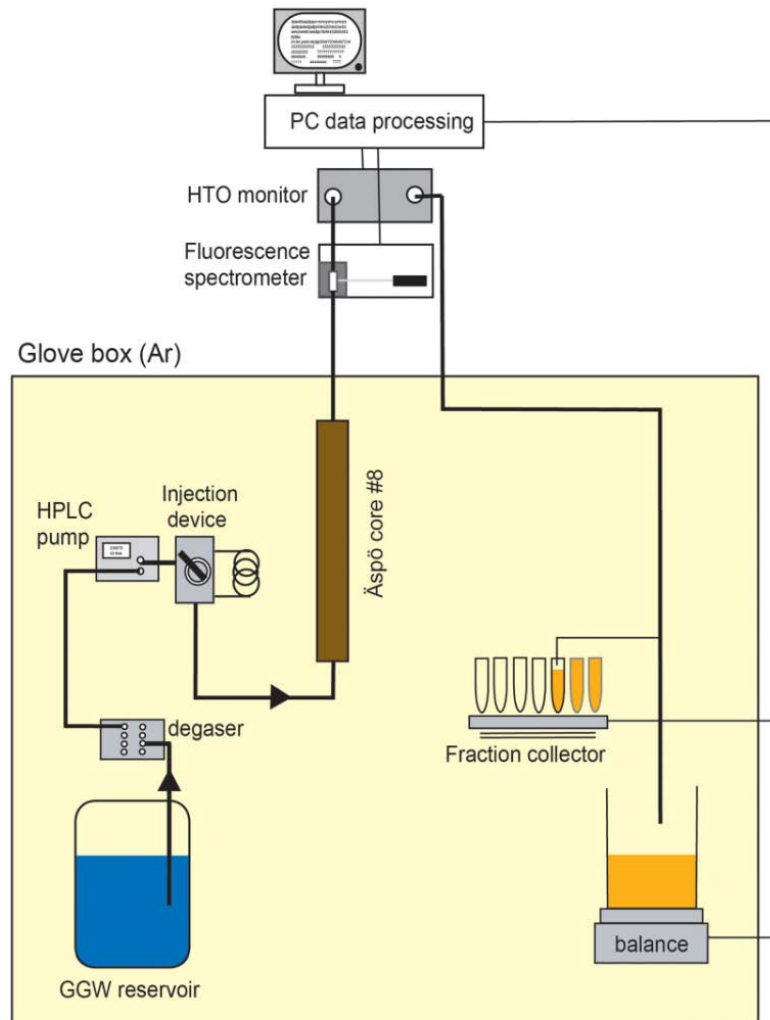 PC data processing
HTO monitor
Fluorescence
spectrometer
Glove box (Ar)
Injection
device
HPLC
pump
Äspö core #8
degaser
Fraction collector
GGW reservoir
balance